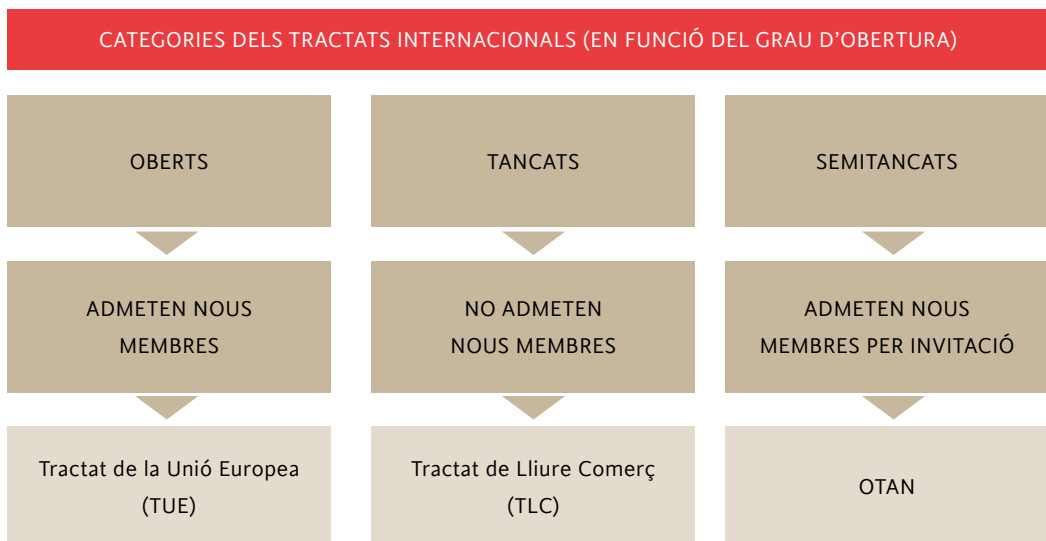 CATEGORIES DELS TRACTATS INTERNACIONALS (EN FUNCIÓ DEL GRAU D'OBERTURA)
OBERTS
TANCATS
SEMITANCATS
ADMETEN NOUS
MEMBRES
NO ADMETEN
NOUS MEMBRES
ADMETEN NOUS
MEMBRES PER INVITACIÓ
Tractat de la Unió Europea
(TUE)
Tractat de Lliure Comerç
(TLC)
OTAN